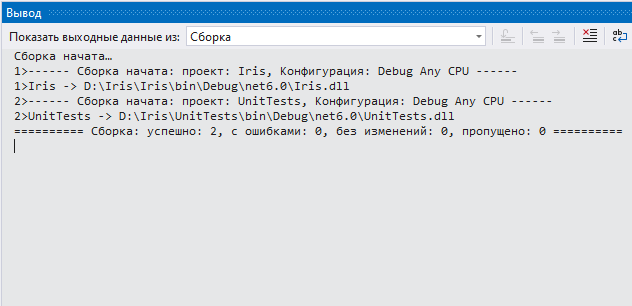 Вывод
Показать выходные данные из: Сборка
Сборка начата…
1>------ Сборка начата: проект: Iris, Конфигурация: Debug Any CPU ------
1>Iris -> D:\Iris\Iris\bin\Debug\net6.0\Iris.dll
2>------ Сборка начата: проект: UnitTests, Конфигурация: Debug Any CPU ------
2>UnitTests -> D:\Iris\UnitTests\bin\Debug\net6.0\UnitTests.dll
========== Сборка: успешно: 2, с ошибками: 0, без изменений: 0, пропущено: 0 ==========